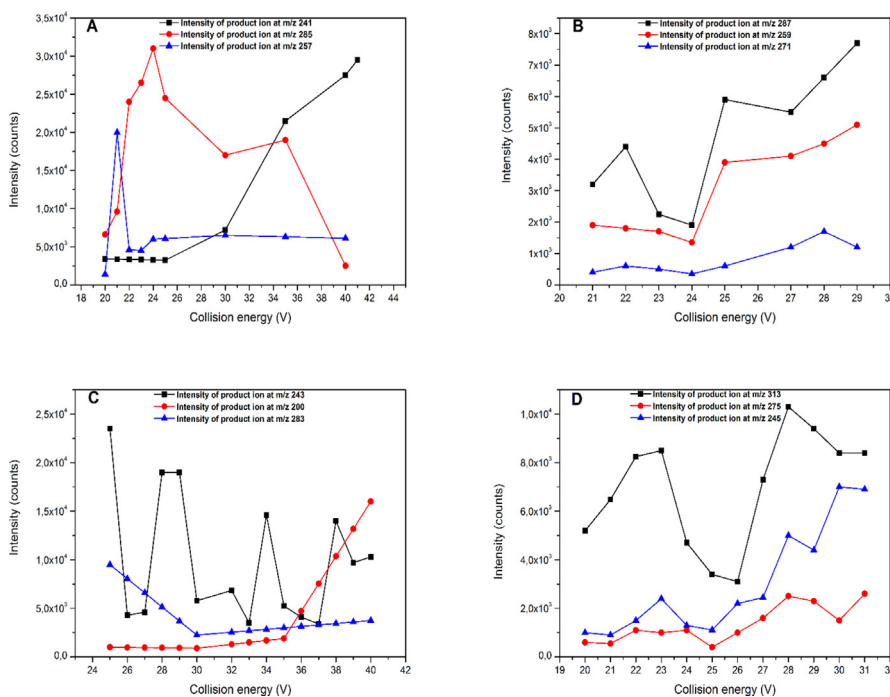 A
Intensity of product ion at m/z 241
Intensity of product ion at m/z 285
Intensity of product ion at m/z 257
3,5x10⁴
3,0x10⁴
2,5x10⁴
2,0x10⁴
1,5x10⁴
1,0x10⁴
5,0x10³
0,0
Intensity (counts)
18 20 22 24 26 28 30 32 34 36 38 40 42 44
Collision energy (V)
B
Intensity of product ion at m/z 287
Intensity of product ion at m/z 259
Intensity of product ion at m/z 271
8x10³
7x10³
6x10³
5x10³
4x10³
3x10³
2x10³
1x10³
0
Intensity (counts)
20 21 22 23 24 25 26 27 28 29 3
Collision energy (V)
C
Intensity of product ion at m/z 243
Intensity of product ion at m/z 200
Intensity of product ion at m/z 283
2,5x10⁴
2,0x10⁴
1,5x10⁴
1,0x10⁴
5,0x10³
0,0
Intensity (counts)
24 26 28 30 32 34 36 38 40 42
Collision energy (V)
D
Intensity of product ion at m/z 313
Intensity of product ion at m/z 275
Intensity of product ion at m/z 245
1,0x10⁴
8,0x10³
6,0x10³
4,0x10³
2,0x10³
0,0
Intensity (counts)
19 20 21 22 23 24 25 26 27 28 29 30 31 3
Collision energy (V)